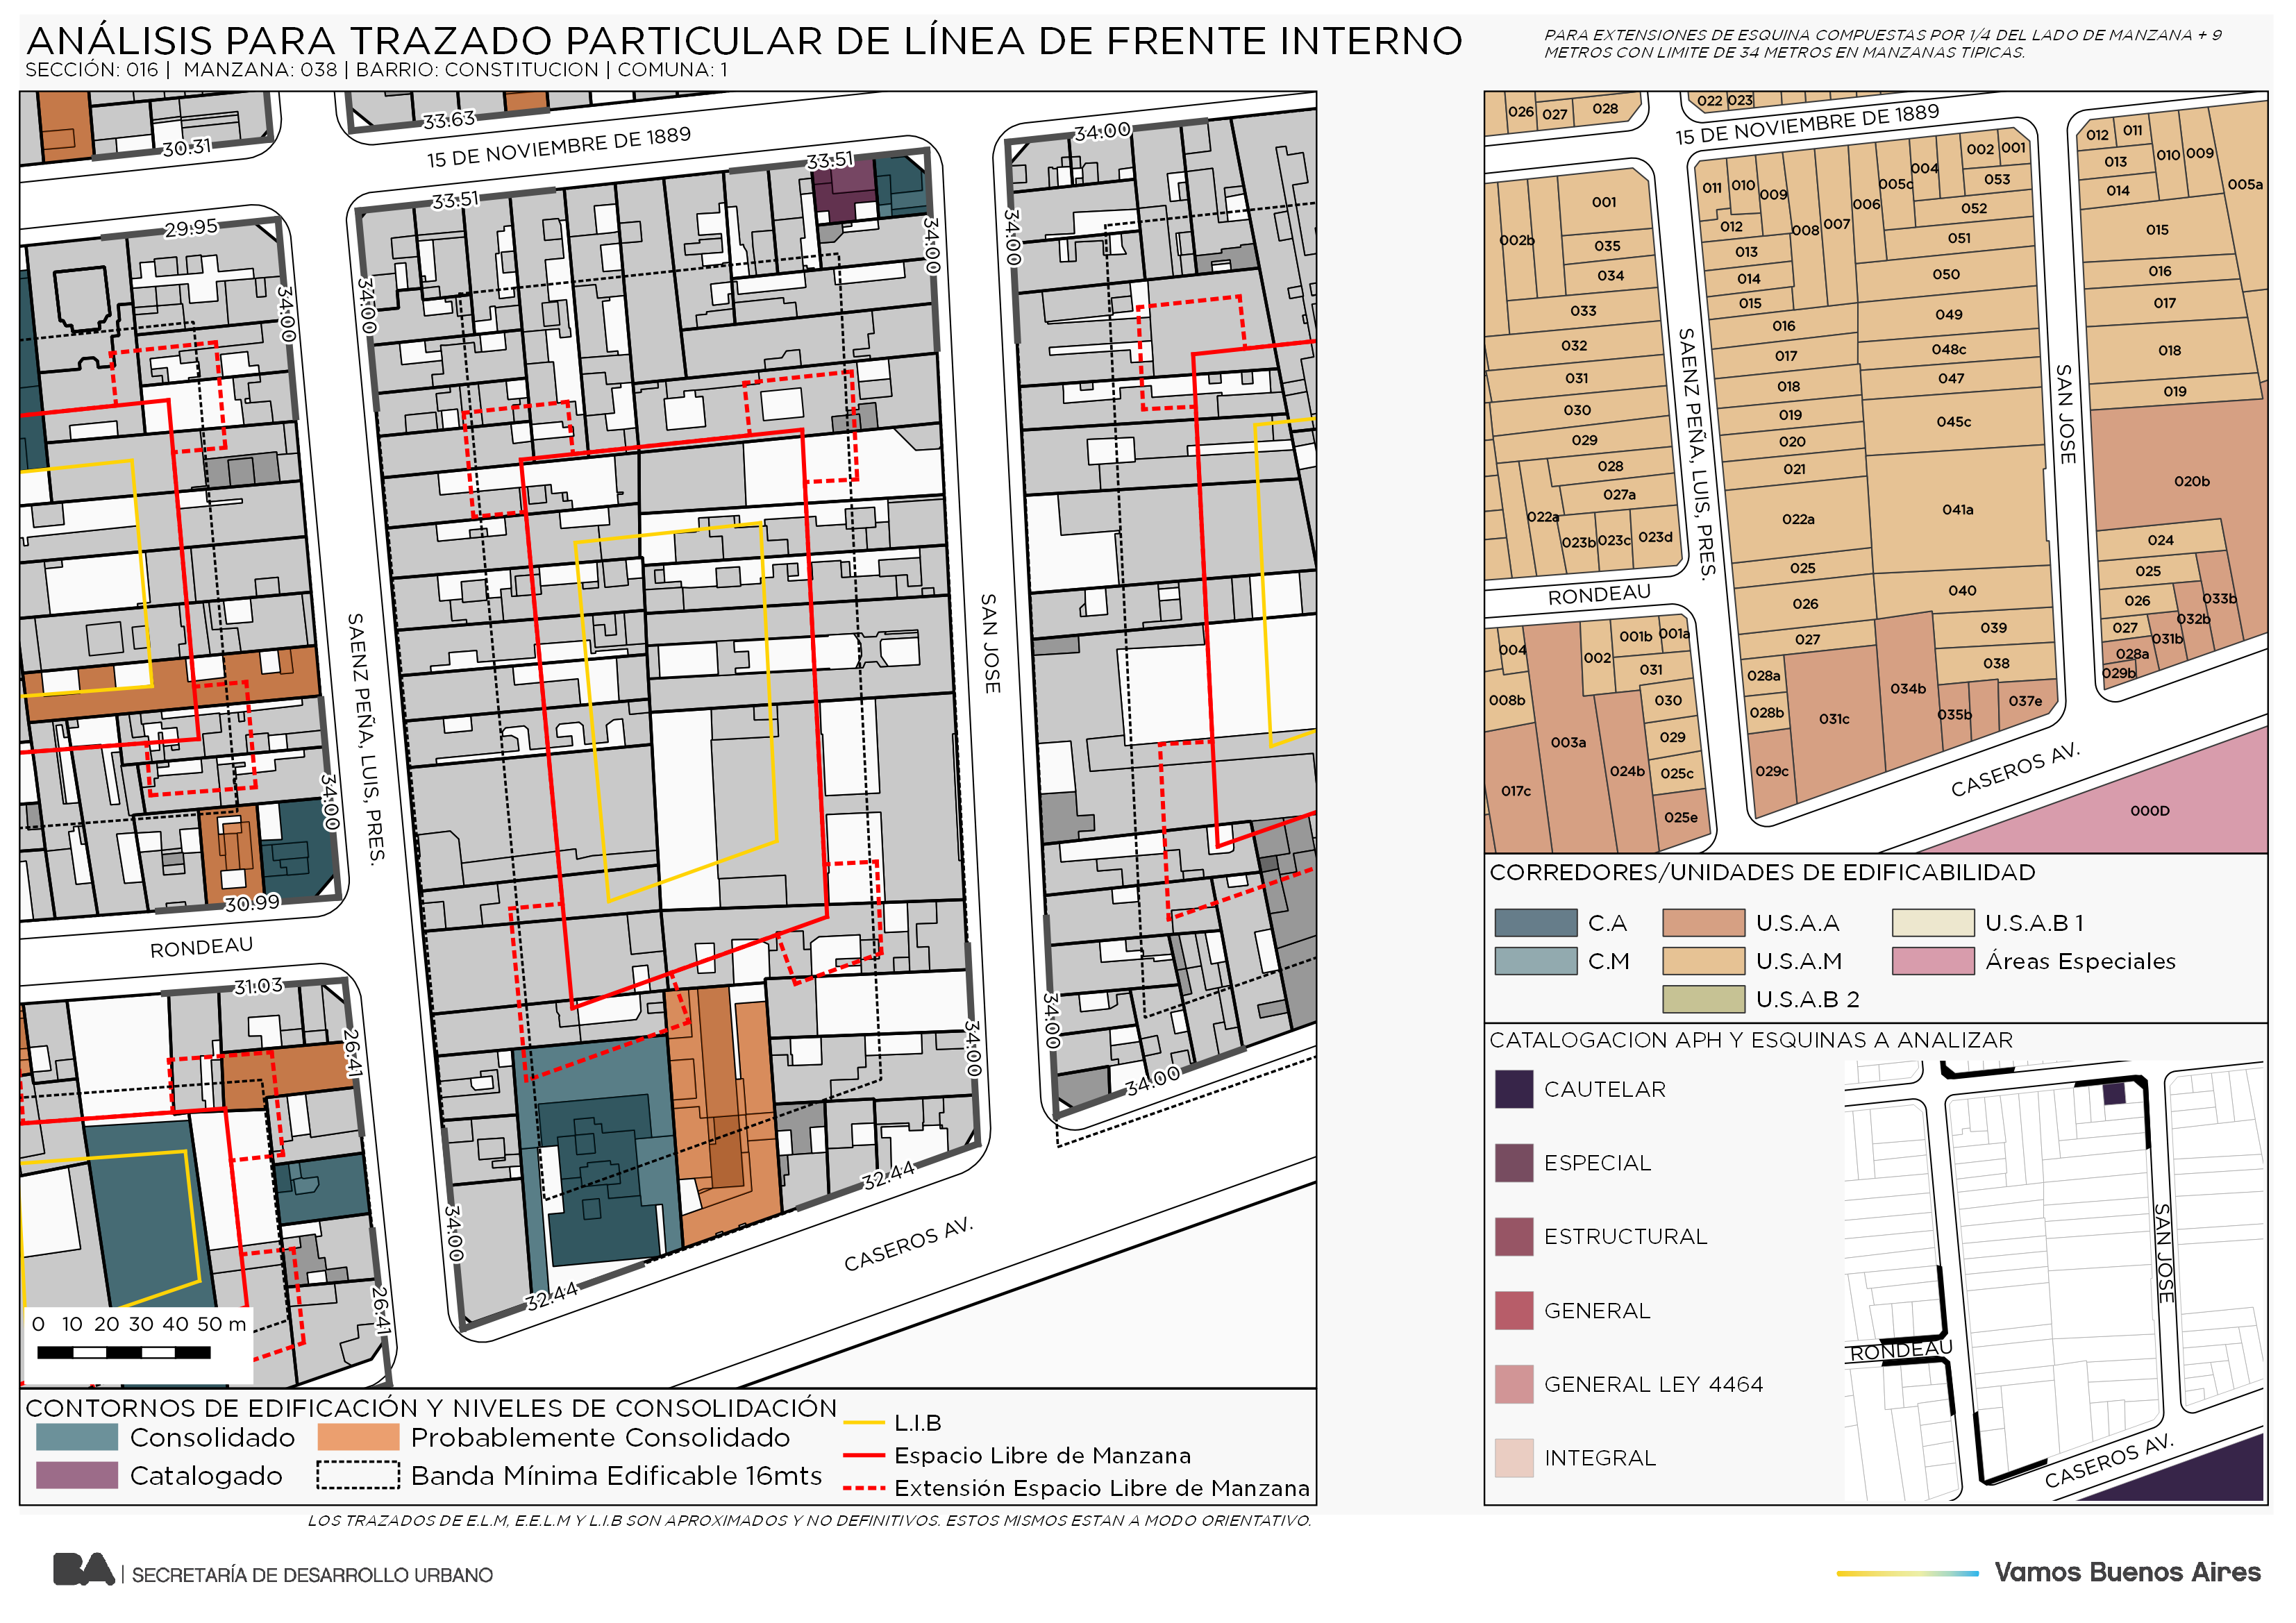 ANÁLISIS PARA TRAZADO PARTICULAR DE LÍNEA DE FRENTE INTERNO
SECCIÓN: 016 | MANZANA: 038 | BARRIO: CONSTITUCION | COMUNA: 1
PARA EXTENSIONES DE ESQUINA COMPUESTAS POR 1/4 DEL LADO DE MANZANA + 9
METROS CON LIMITE DE 34 METROS EN MANZANAS TIPICAS.
30.31
33.63
15 DE NOVIEMBRE DE 1889
33.51
34.00
29.95
33.51
34.00
34.00
34.00
34.00
SAENZ PEÑA, LUIS, PRES.
SAN JOSE
34.00
30.99
RONDEAU
31.03
26.41
34.00
34.00
34.00
32.44
34.00
32.44
CASEROS AV.
26.41
0 10 20 30 40 50 m
CONTORNOS DE EDIFICACIÓN Y NIVELES DE CONSOLIDACIÓN
Consolidado
Probablemente Consolidado
Catalogado
Banda Mínima Edificable 16mts
L.I.B
Espacio Libre de Manzana
Extensión Espacio Libre de Manzana
LOS TRAZADOS DE E.L.M, E.E.L.M Y L.I.B SON APROXIMADOS Y NO DEFINITIVOS. ESTOS MISMOS ESTAN A MODO ORIENTATIVO.
026 027 028
022 023
15 DE NOVIEMBRE DE 1889
002b 001
035
034
033
032
031
030
029
028
027a
022a 023b 023c 023d
RONDEAU
004 002 001b 001a
031
008b 030
003a 029
024b 025c
017c 025e
SAENZ PEÑA, LUIS, PRES.
011 010 009 008 007 006 005c 004 002 001
053
052
012 051
013
014 050
015 049
016 048c
017 047
018 045c
019
020
021
022a 041a
025
026 040
027 039
028a 038
028b 031c 034b 035b 037e
029c
SAN JOSE
CASEROS AV.
012 011 010 009
013 005a
014
015
016
017
018
019
020b
024
025
026 033b
027 032b
031b
028a
029b
000D
CORREDORES/UNIDADES DE EDIFICABILIDAD
C.A
U.S.A.A
U.S.A.B 1
C.M
U.S.A.M
Áreas Especiales
U.S.A.B 2
CATALOGACION APH Y ESQUINAS A ANALIZAR
CAUTELAR
ESPECIAL
ESTRUCTURAL
GENERAL
GENERAL LEY 4464
INTEGRAL
SAN JOSE
RONDEAU
CASEROS AV.
BA | SECRETARÍA DE DESARROLLO URBANO
Vamos Buenos Aires